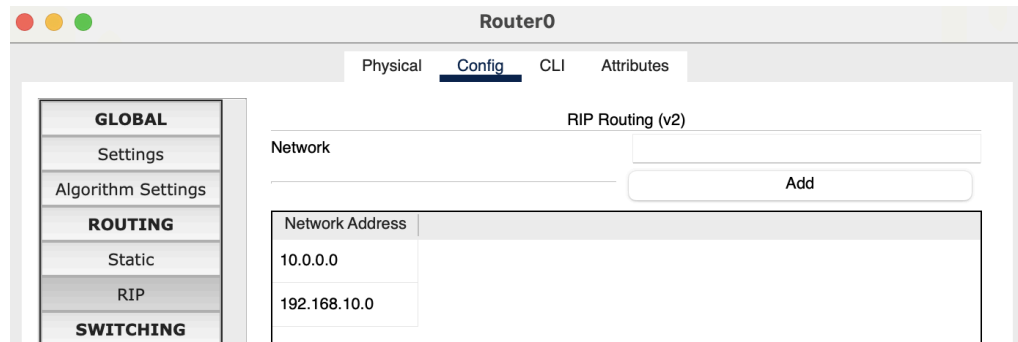 Router0
Physical Config CLI Attributes
GLOBAL
Settings
Algorithm Settings
ROUTING
Static
RIP
SWITCHING
RIP Routing (v2)
Network
Add
Network Address
10.0.0.0
192.168.10.0